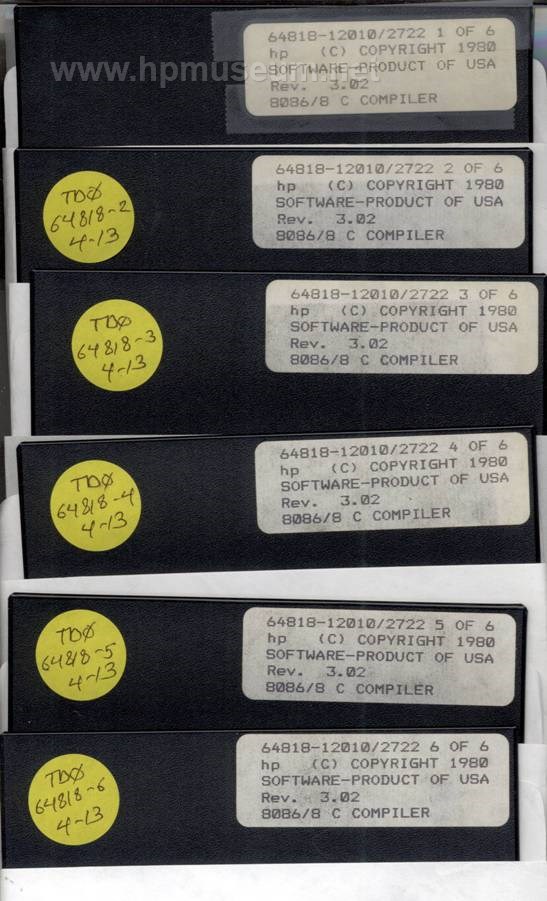 64818-12010/2722 1 OF 6
hp (C) COPYRIGHT 1980
SOFTWARE-PRODUCT OF USA
Rev. 3.02
8086/8 C COMPILER
www.hpmuseum.net
64818-12010/2722 2 OF 6
hp (C) COPYRIGHT 1980
SOFTWARE-PRODUCT OF USA
Rev. 3.02
8086/8 C COMPILER
TDØ
64818-2
4-13
64818-12010/2722 3 OF 6
hp (C) COPYRIGHT 1980
SOFTWARE-PRODUCT OF USA
Rev. 3.02
8086/8 C COMPILER
TDØ
64818-3
4-13
64818-12010/2722 4 OF 6
hp (C) COPYRIGHT 1980
SOFTWARE-PRODUCT OF USA
Rev. 3.02
8086/8 C COMPILER
TDØ
64818-4
4-13
64818-12010/2722 5 OF 6
hp (C) COPYRIGHT 1980
SOFTWARE-PRODUCT OF USA
Rev. 3.02
8086/8 C COMPILER
TDØ
64818-5
4-13
64818-12010/2722 6 OF 6
hp (C) COPYRIGHT 1980
SOFTWARE-PRODUCT OF USA
Rev. 3.02
8086/8 C COMPILER
TDØ
64818-6
4-13